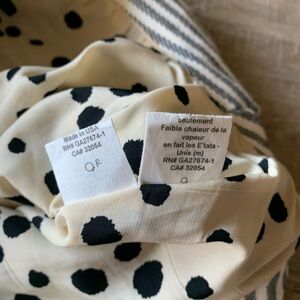 Made in USA
RN# GA27674-1
CA# 32054
QR
seulement
Faible chaleur de la
vapeur
en fait les E'tats -
Unis (m)
RN# GA27674-1
CA# 32054